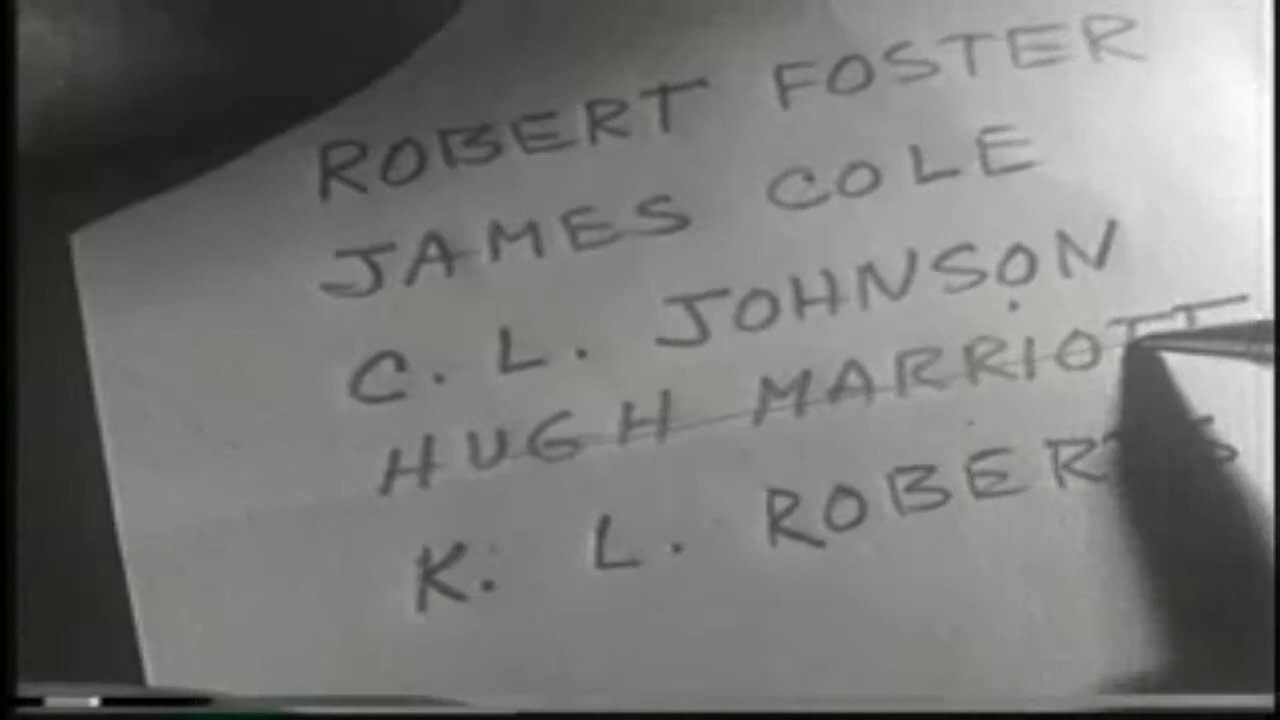 ROBERT FOSTER
JAMES COLE
C. L. JOHNSON
HUGH MARRIOTT
K. L. ROBERTS